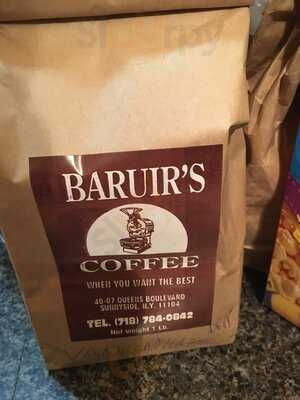 BARUIR'S
COFFEE
WHEN YOU WANT THE BEST
40-07 QUEENS BOULEVARD
SUNNYSIDE, N.Y. 11104
TEL. (718) 784-0842
Net weight 1 Lb.